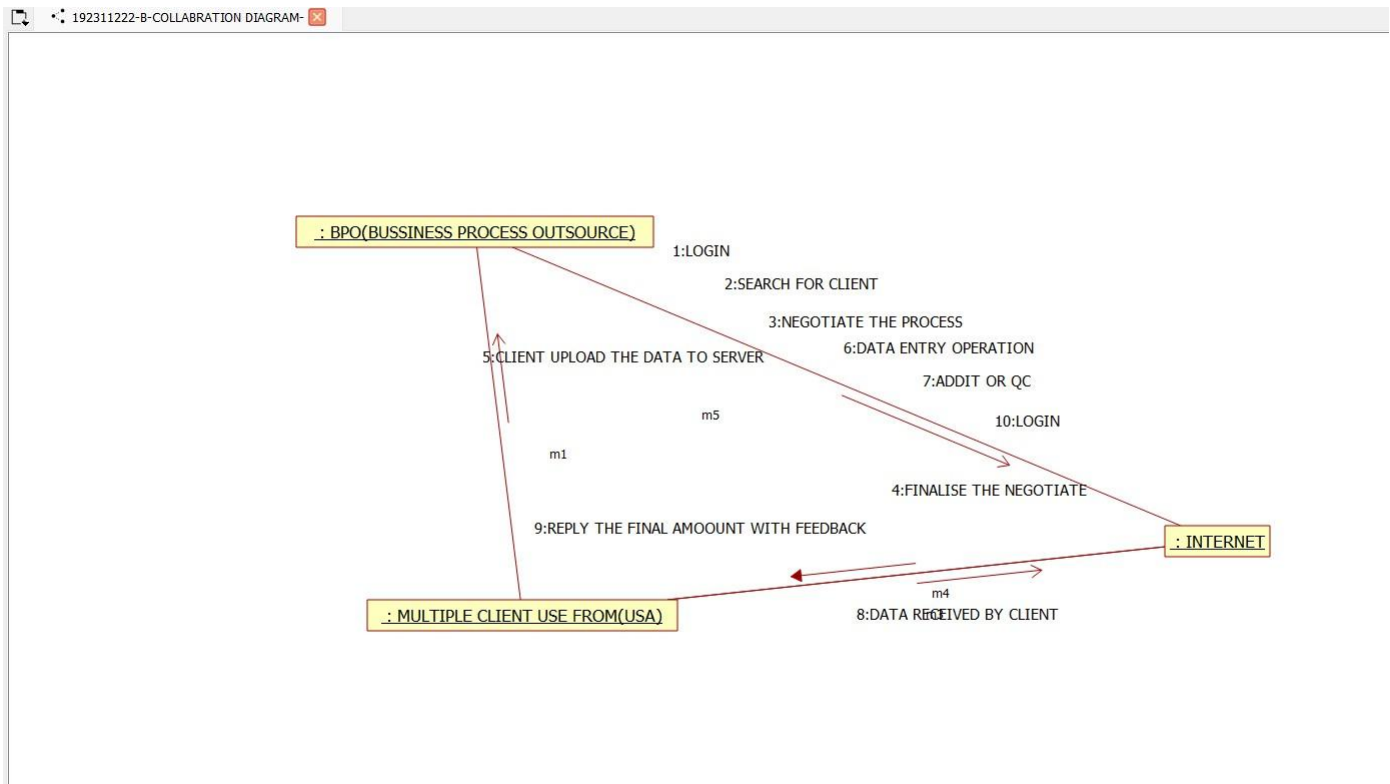 192311222-B-COLLABRATION DIAGRAM-
: BPO(BUSSINESS PROCESS OUTSOURCE)
1:LOGIN
2:SEARCH FOR CLIENT
3:NEGOTIATE THE PROCESS
6:DATA ENTRY OPERATION
5:CLIENT UPLOAD THE DATA TO SERVER
7:ADDIT OR QC
m5
10:LOGIN
m1
4:FINALISE THE NEGOTIATE
9:REPLY THE FINAL AMOOUNT WITH FEEDBACK
: INTERNET
m4
: MULTIPLE CLIENT USE FROM(USA)
8:DATA RECEIVED BY CLIENT